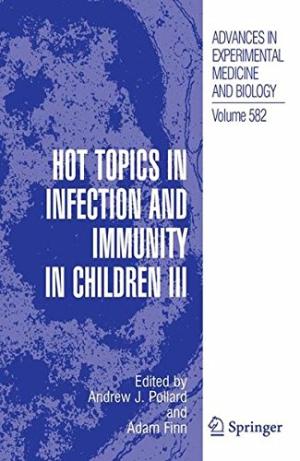 ADVANCES IN
EXPERIMENTAL
MEDICINE
AND BIOLOGY
Volume 582
HOT TOPICS IN
INFECTION AND
IMMUNITY
IN CHILDREN III
Edited by
Andrew J. Pollard
and
Adam Finn
Springer